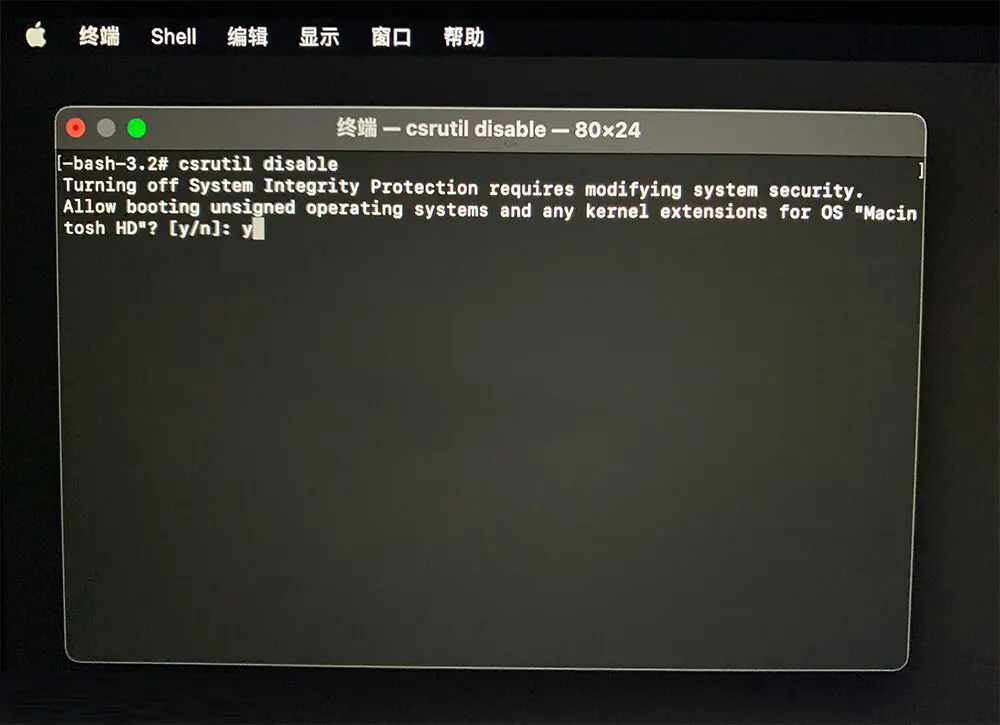 终端 Shell 编辑 显示 窗口 帮助
终端 — csrutil disable — 80×24
[-bash-3.2# csrutil disable ]
Turning off System Integrity Protection requires modifying system security.
Allow booting unsigned operating systems and any kernel extensions for OS "Macin
tosh HD"? [y/n]: y